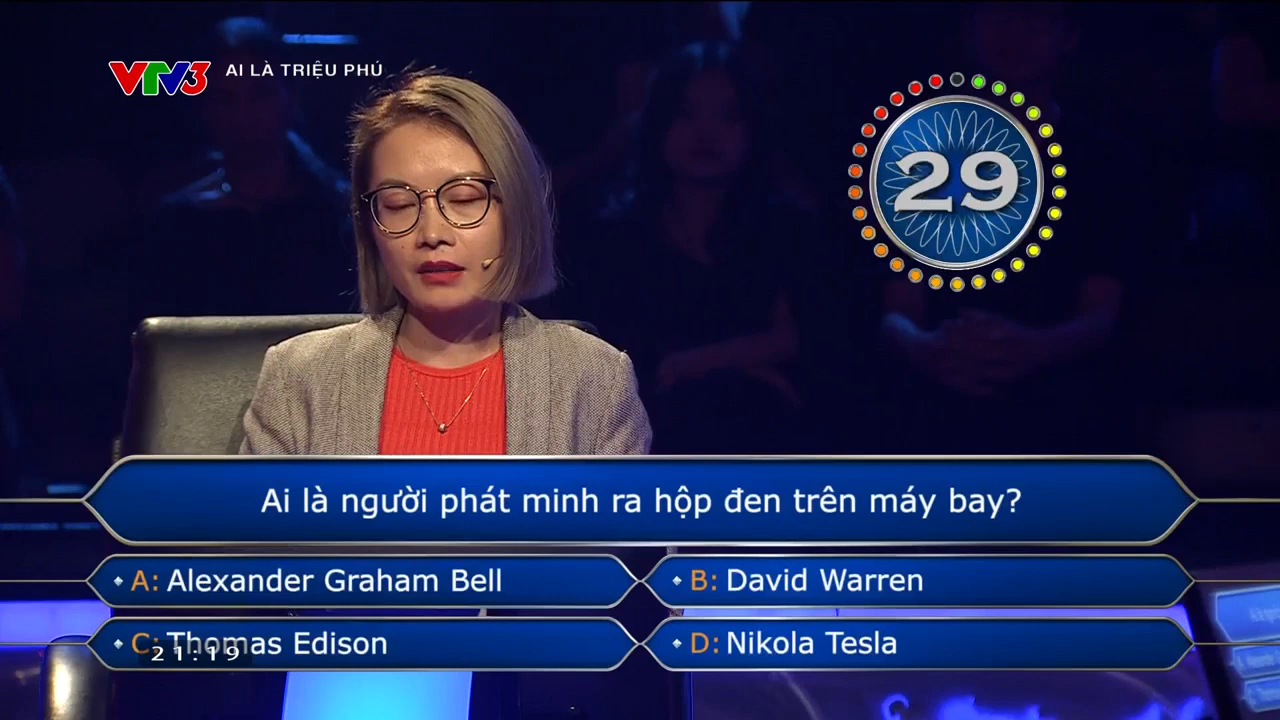 VTV3 AI LÀ TRIỆU PHÚ
29
Ai là người phát minh ra hộp đen trên máy bay?
A: Alexander Graham Bell
B: David Warren
C: Thomas Edison
D: Nikola Tesla
21:19